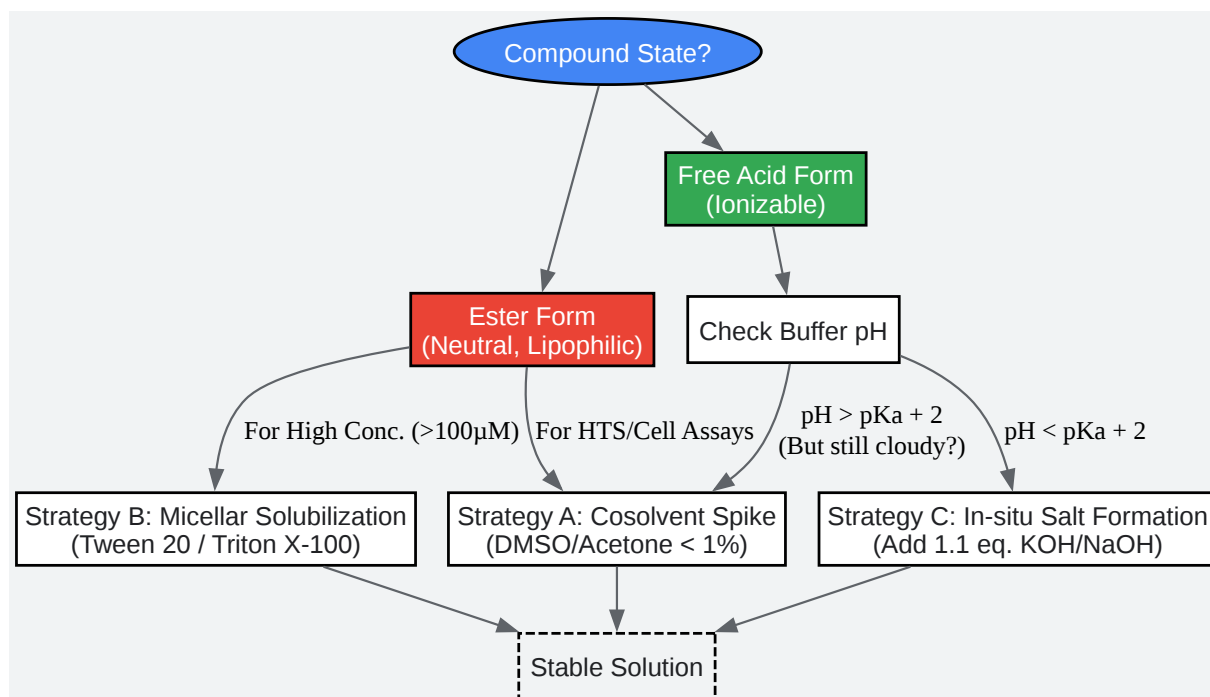 Compound State?
Free Acid Form
(Ionizable)
Ester Form
(Neutral, Lipophilic)
Check Buffer pH
For High Conc. (>100µM)
For HTS/Cell Assays
pH > pKa + 2
(But still cloudy?)
pH < pKa + 2
Strategy B: Micellar Solubilization
(Tween 20 / Triton X-100)
Strategy A: Cosolvent Spike
(DMSO/Acetone < 1%)
Strategy C: In-situ Salt Formation
(Add 1.1 eq. KOH/NaOH)
Stable Solution